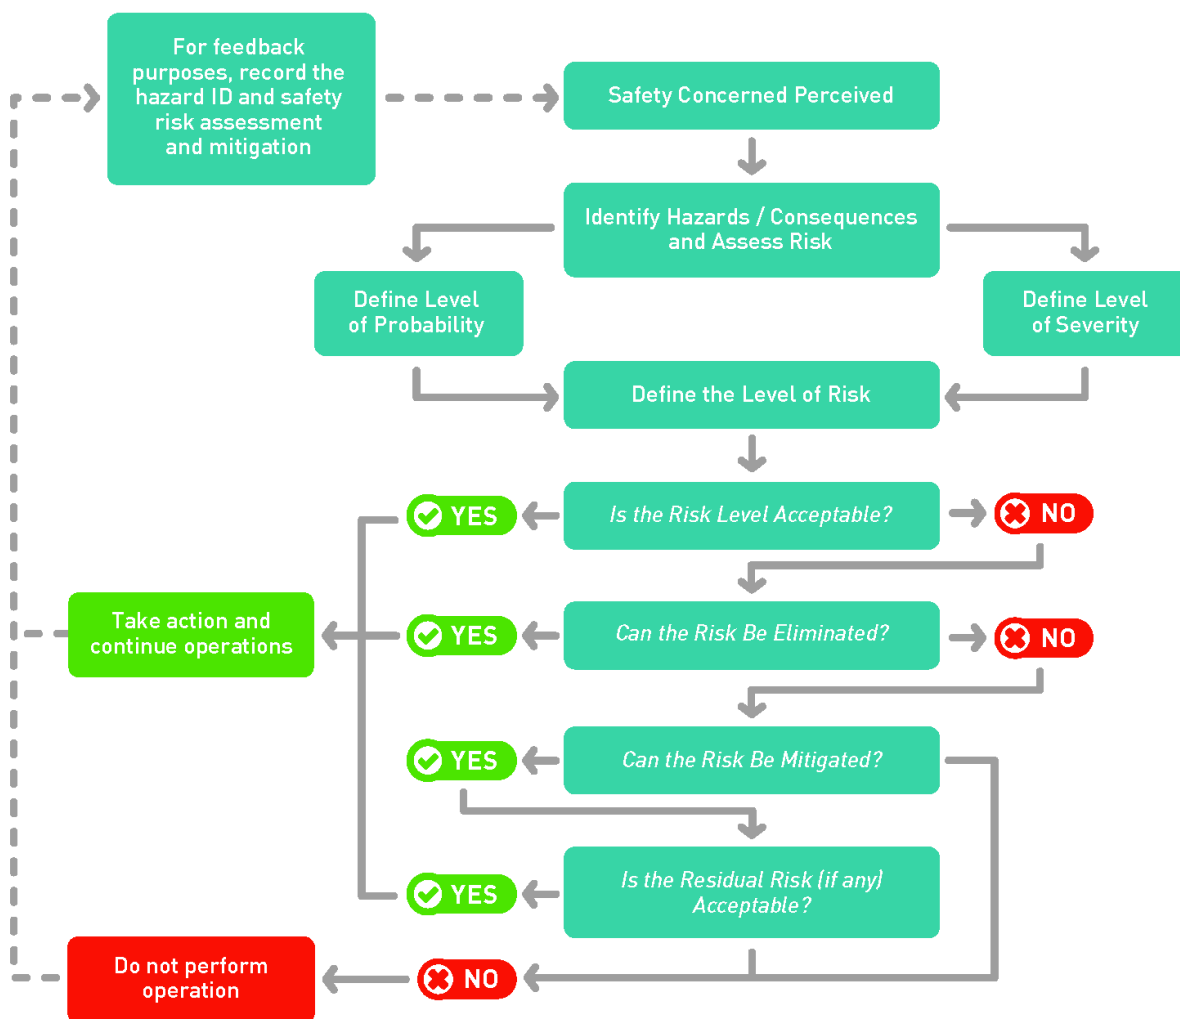 For feedback
purposes, record the
hazard ID and safety
risk assessment
and mitigation
Safety Concerned Perceived
Identify Hazards / Consequences
and Assess Risk
Define Level
of Probability
Define Level
of Severity
Define the Level of Risk
YES
Is the Risk Level Acceptable?
NO
Take action and
continue operations
YES
Can the Risk Be Eliminated?
NO
YES
Can the Risk Be Mitigated?
YES
Is the Residual Risk (if any)
Acceptable?
Do not perform
operation
NO